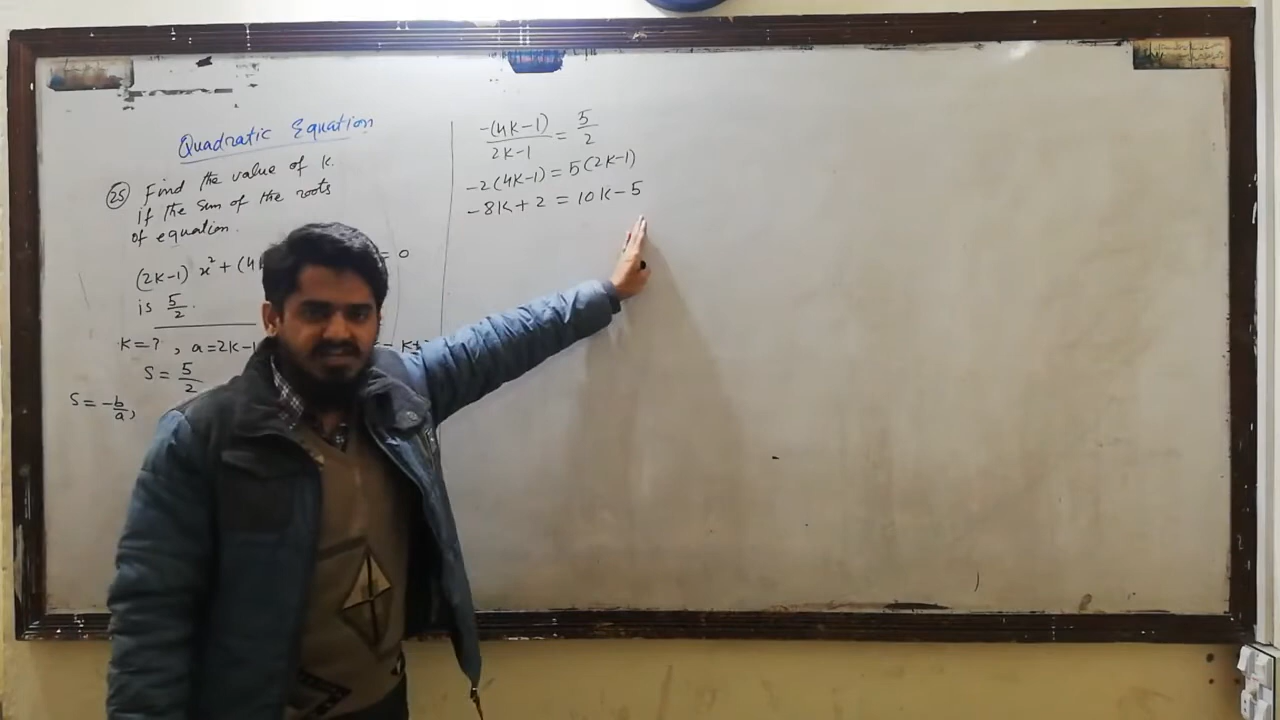 Quadratic Equation
(25) Find the value of K.
if the sum of the roots
of equation.
(2K-1) x² + (4K = 0
is 5/2.
K=? , a=2K-1 = K+
S = 5/2
S = -b/a,
-(4K-1)/2K-1 = 5/2
-2(4K-1) = 5(2K-1)
-8K+2 = 10K-5